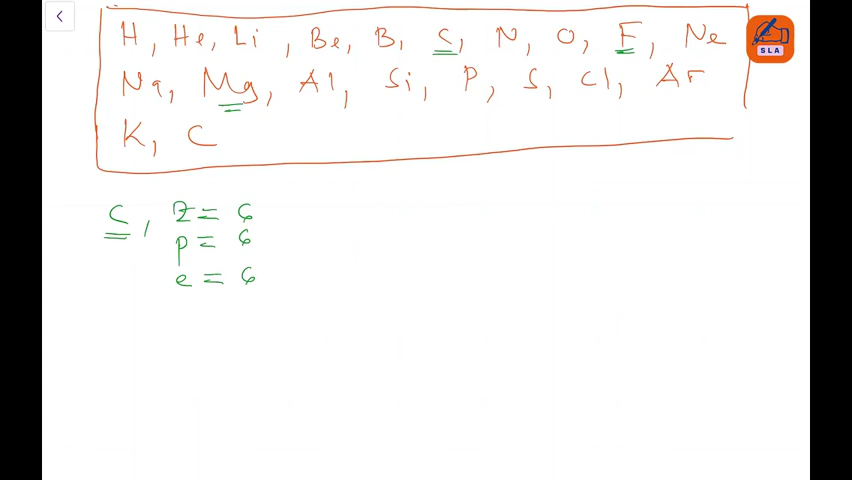 H, He, Li, Be, B, C, N, O, F, Ne
SLA
Na, Mg, Al, Si, P, S, Cl, Ar
K, C
C, Z = 6
p = 6
e = 6